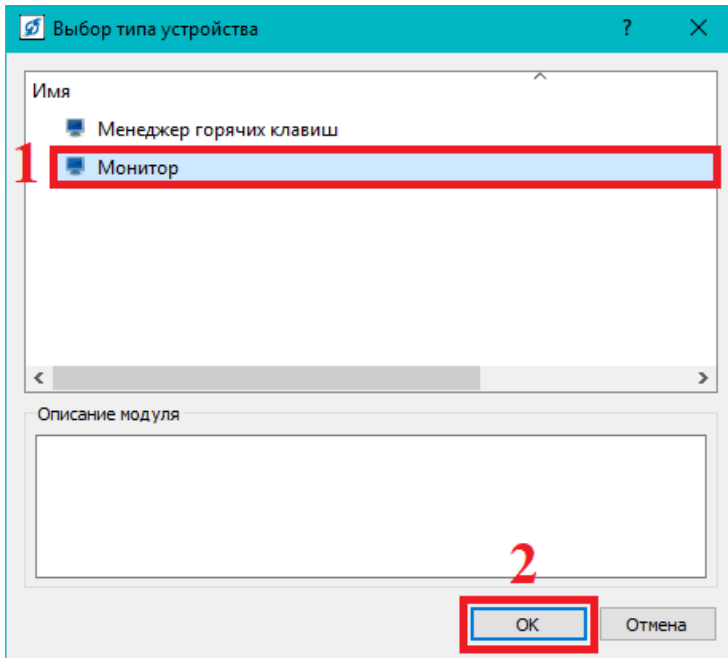 Выбор типа устройства
?
Имя
Менеджер горячих клавиш
1
Монитор
Описание модуля
2
OK
Отмена